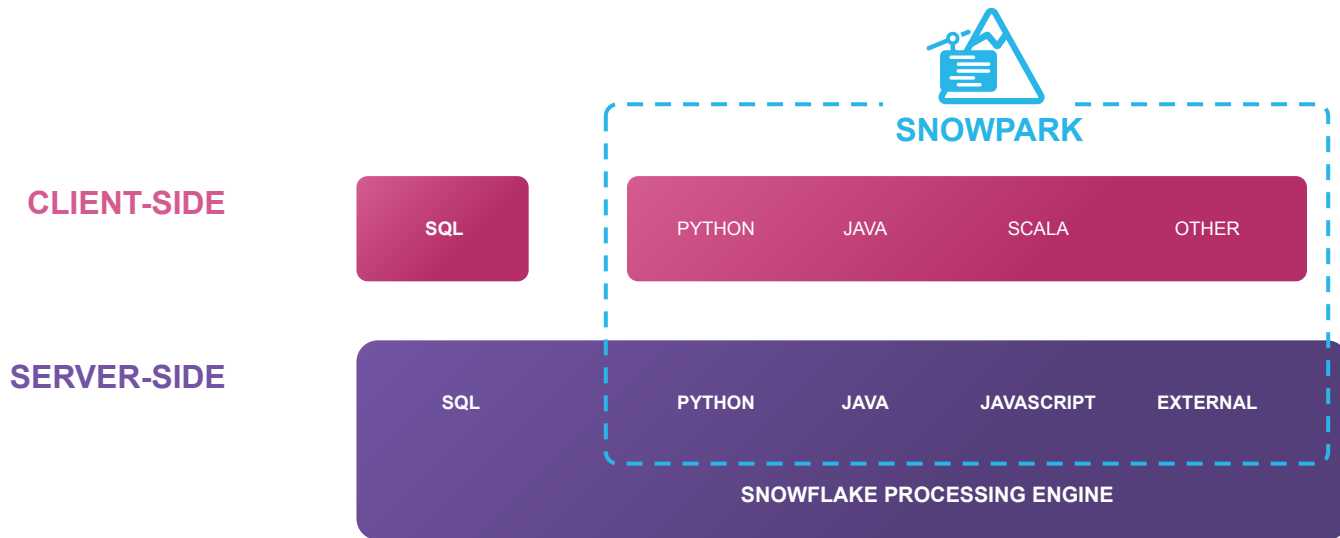 SNOWPARK
CLIENT-SIDE
SQL PYTHON JAVA SCALA OTHER
SERVER-SIDE
SQL PYTHON JAVA JAVASCRIPT EXTERNAL
SNOWFLAKE PROCESSING ENGINE